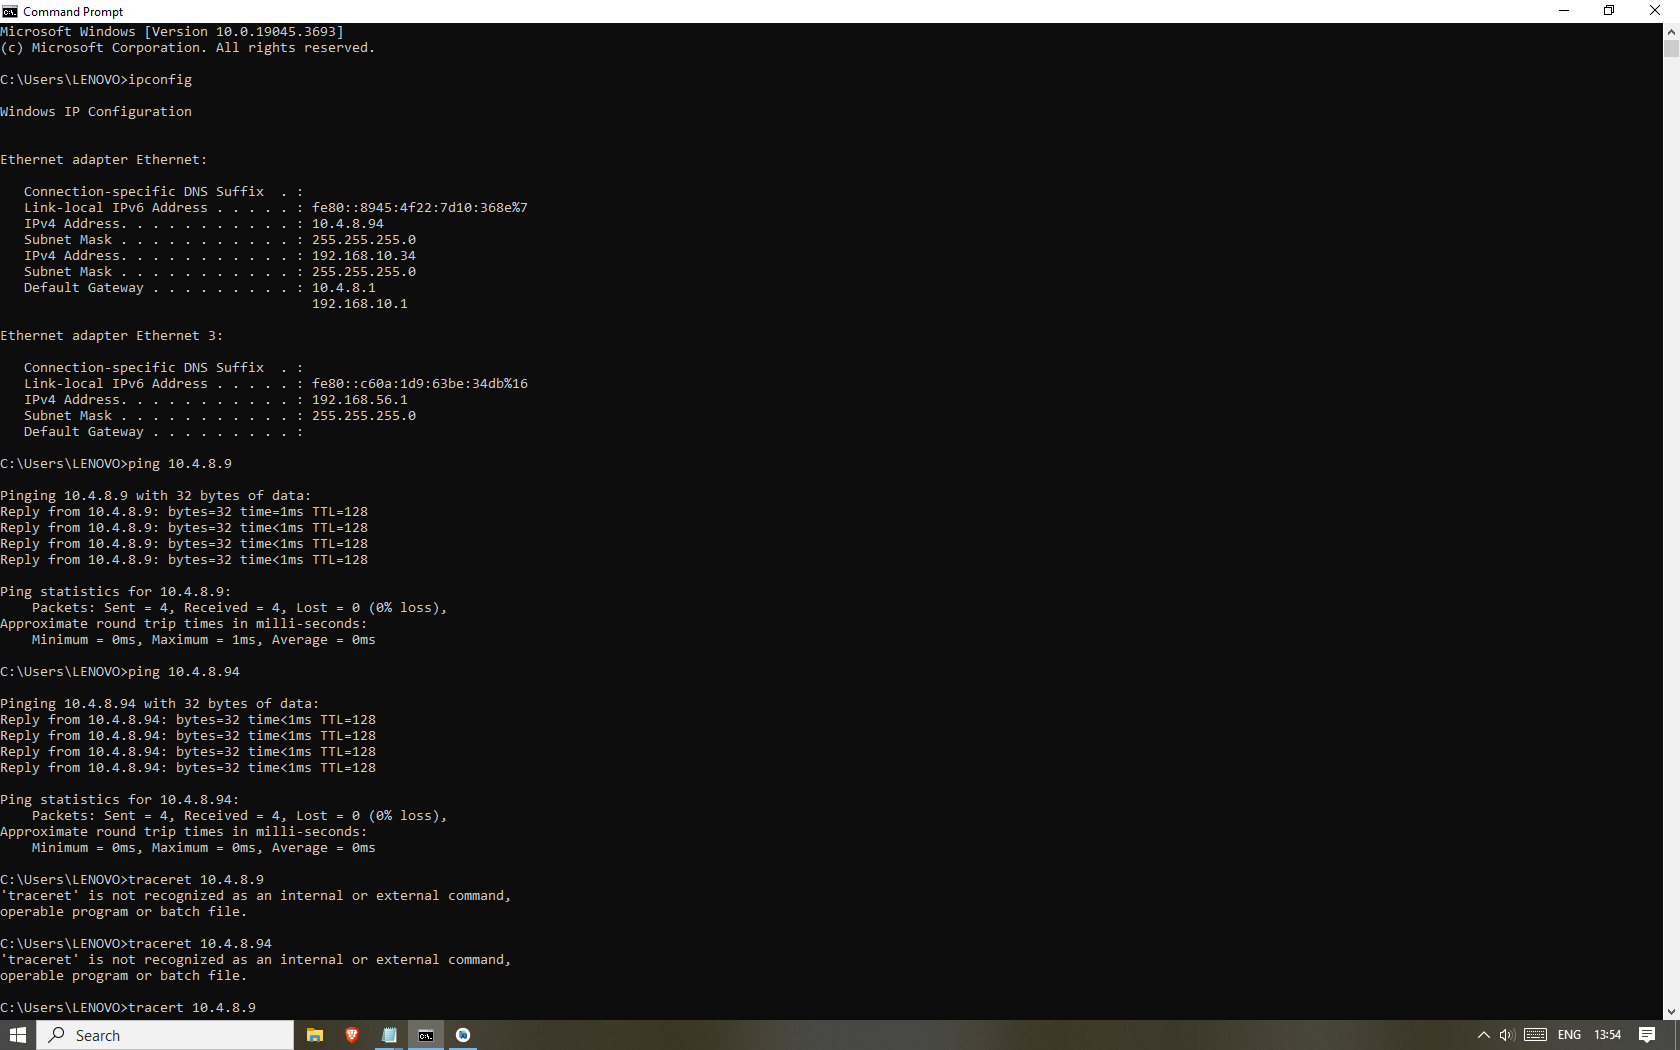 Command Prompt
Microsoft Windows [Version 10.0.19045.3693]
(c) Microsoft Corporation. All rights reserved.
C:\Users\LENOVO>ipconfig
Windows IP Configuration
Ethernet adapter Ethernet:
Connection-specific DNS Suffix  . :
Link-local IPv6 Address . . . . . : fe80::8945:4f22:7d10:368e%7
IPv4 Address. . . . . . . . . . . : 10.4.8.94
Subnet Mask . . . . . . . . . . . : 255.255.255.0
IPv4 Address. . . . . . . . . . . : 192.168.10.34
Subnet Mask . . . . . . . . . . . : 255.255.255.0
Default Gateway . . . . . . . . . : 10.4.8.1
192.168.10.1
Ethernet adapter Ethernet 3:
Connection-specific DNS Suffix  . :
Link-local IPv6 Address . . . . . : fe80::c60a:1d9:63be:34db%16
IPv4 Address. . . . . . . . . . . : 192.168.56.1
Subnet Mask . . . . . . . . . . . : 255.255.255.0
Default Gateway . . . . . . . . . :
C:\Users\LENOVO>ping 10.4.8.9
Pinging 10.4.8.9 with 32 bytes of data:
Reply from 10.4.8.9: bytes=32 time=1ms TTL=128
Reply from 10.4.8.9: bytes=32 time<1ms TTL=128
Reply from 10.4.8.9: bytes=32 time<1ms TTL=128
Reply from 10.4.8.9: bytes=32 time<1ms TTL=128
Ping statistics for 10.4.8.9:
Packets: Sent = 4, Received = 4, Lost = 0 (0% loss),
Approximate round trip times in milli-seconds:
Minimum = 0ms, Maximum = 1ms, Average = 0ms
C:\Users\LENOVO>ping 10.4.8.94
Pinging 10.4.8.94 with 32 bytes of data:
Reply from 10.4.8.94: bytes=32 time<1ms TTL=128
Reply from 10.4.8.94: bytes=32 time<1ms TTL=128
Reply from 10.4.8.94: bytes=32 time<1ms TTL=128
Reply from 10.4.8.94: bytes=32 time<1ms TTL=128
Ping statistics for 10.4.8.94:
Packets: Sent = 4, Received = 4, Lost = 0 (0% loss),
Approximate round trip times in milli-seconds:
Minimum = 0ms, Maximum = 0ms, Average = 0ms
C:\Users\LENOVO>traceret 10.4.8.9
'traceret' is not recognized as an internal or external command,
operable program or batch file.
C:\Users\LENOVO>traceret 10.4.8.94
'traceret' is not recognized as an internal or external command,
operable program or batch file.
C:\Users\LENOVO>tracert 10.4.8.9
Search
ENG
13:54